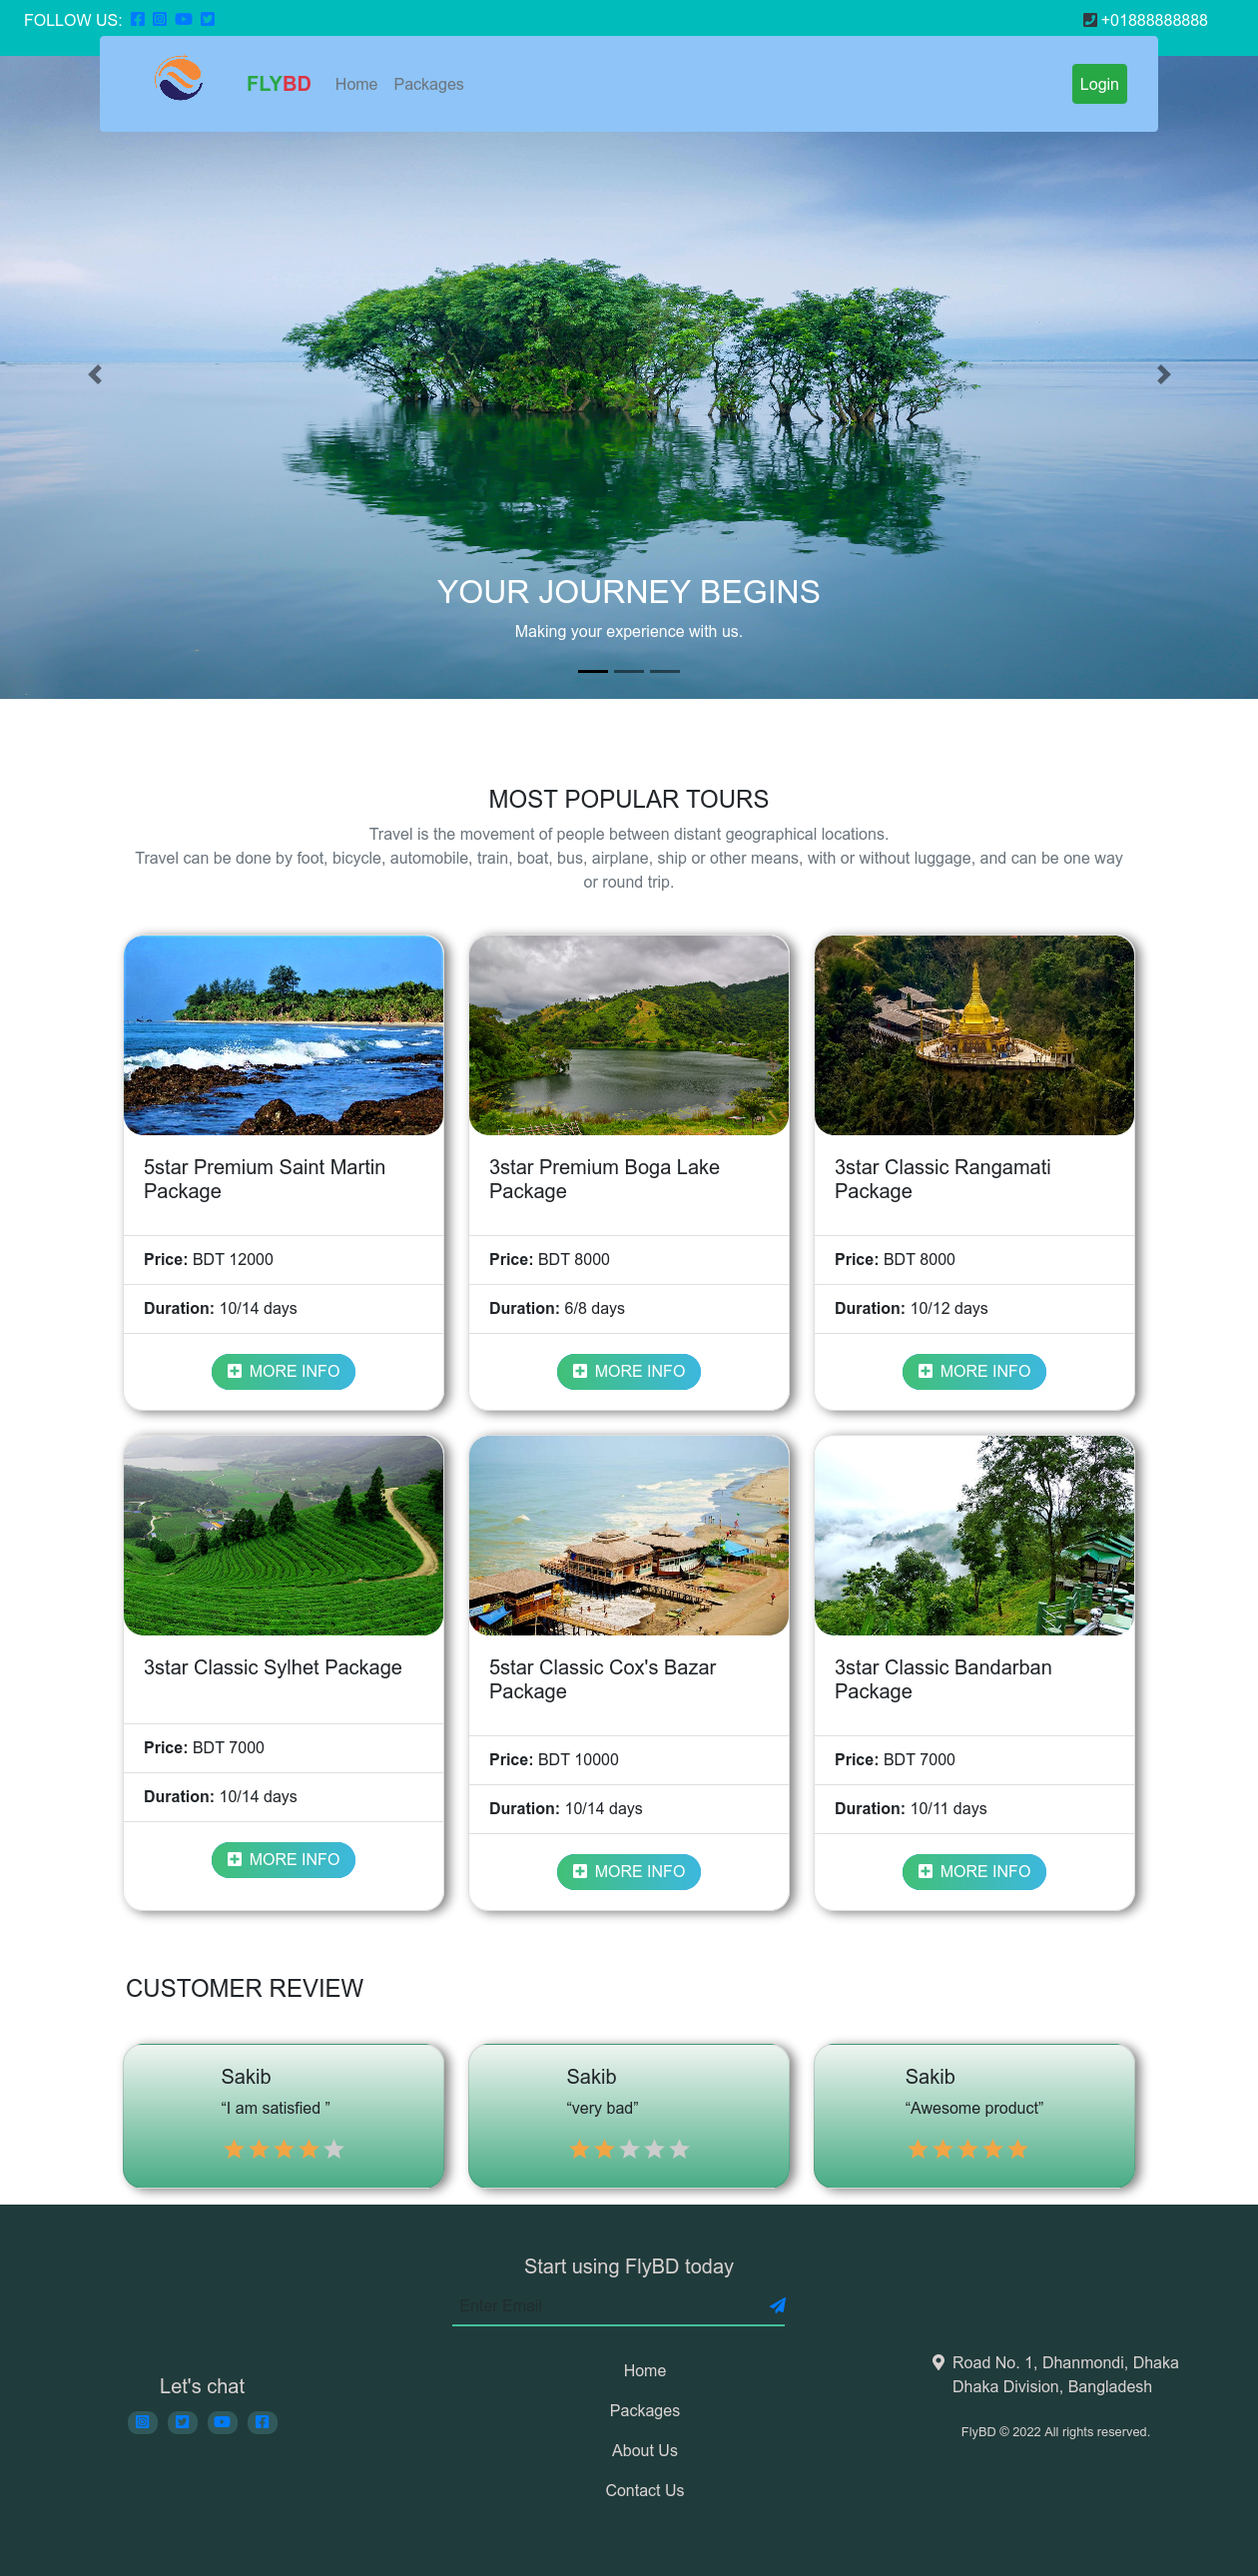 FOLLOW US:
+01888888888
FLYBD
Home
Packages
Login
YOUR JOURNEY BEGINS
Making your experience with us.
MOST POPULAR TOURS
Travel is the movement of people between distant geographical locations.
Travel can be done by foot, bicycle, automobile, train, boat, bus, airplane, ship or other means, with or without luggage, and can be one way
or round trip.
5star Premium Saint Martin
Package
Price: BDT 12000
Duration: 10/14 days
MORE INFO
3star Premium Boga Lake
Package
Price: BDT 8000
Duration: 6/8 days
MORE INFO
3star Classic Rangamati
Package
Price: BDT 8000
Duration: 10/12 days
MORE INFO
3star Classic Sylhet Package
Price: BDT 7000
Duration: 10/14 days
MORE INFO
5star Classic Cox's Bazar
Package
Price: BDT 10000
Duration: 10/14 days
MORE INFO
3star Classic Bandarban
Package
Price: BDT 7000
Duration: 10/11 days
MORE INFO
CUSTOMER REVIEW
Sakib
“I am satisfied ”
Sakib
“very bad”
Sakib
“Awesome product”
Start using FlyBD today
Enter Email
Let's chat
Home
Packages
About Us
Contact Us
Road No. 1, Dhanmondi, Dhaka
Dhaka Division, Bangladesh
FlyBD © 2022 All rights reserved.